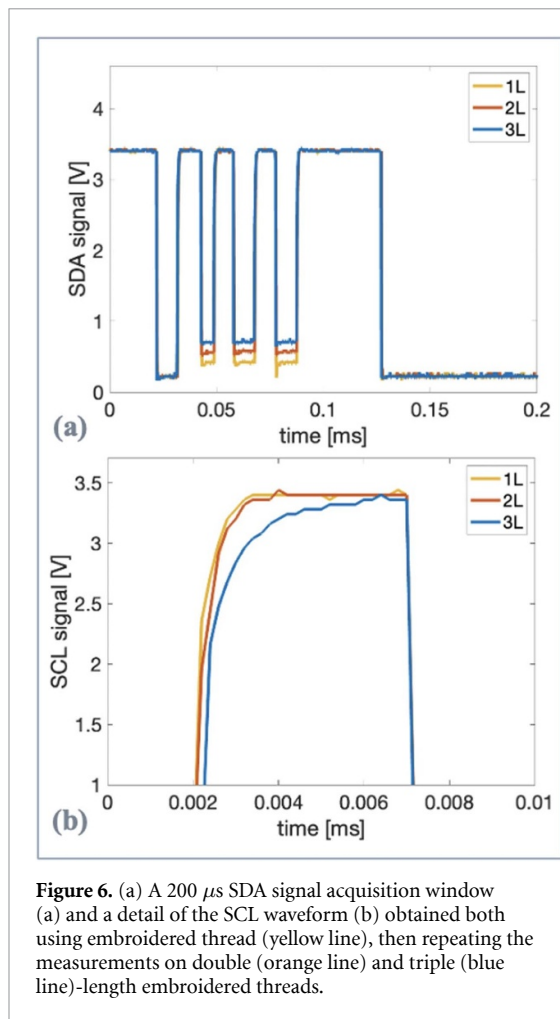 1L
2L
3L
4
3
2
1
0
SDA signal [V]
0 0.05 0.1 0.15 0.2
time [ms]
(a)
1L
2L
3L
3.5
3
2.5
2
1.5
1
SCL signal [V]
0 0.002 0.004 0.006 0.008 0.01
time [ms]
(b)
Figure 6. (a) A 200 μs SDA signal acquisition window
(a) and a detail of the SCL waveform (b) obtained both
using embroidered thread (yellow line), then repeating the
measurements on double (orange line) and triple (blue
line)-length embroidered threads.